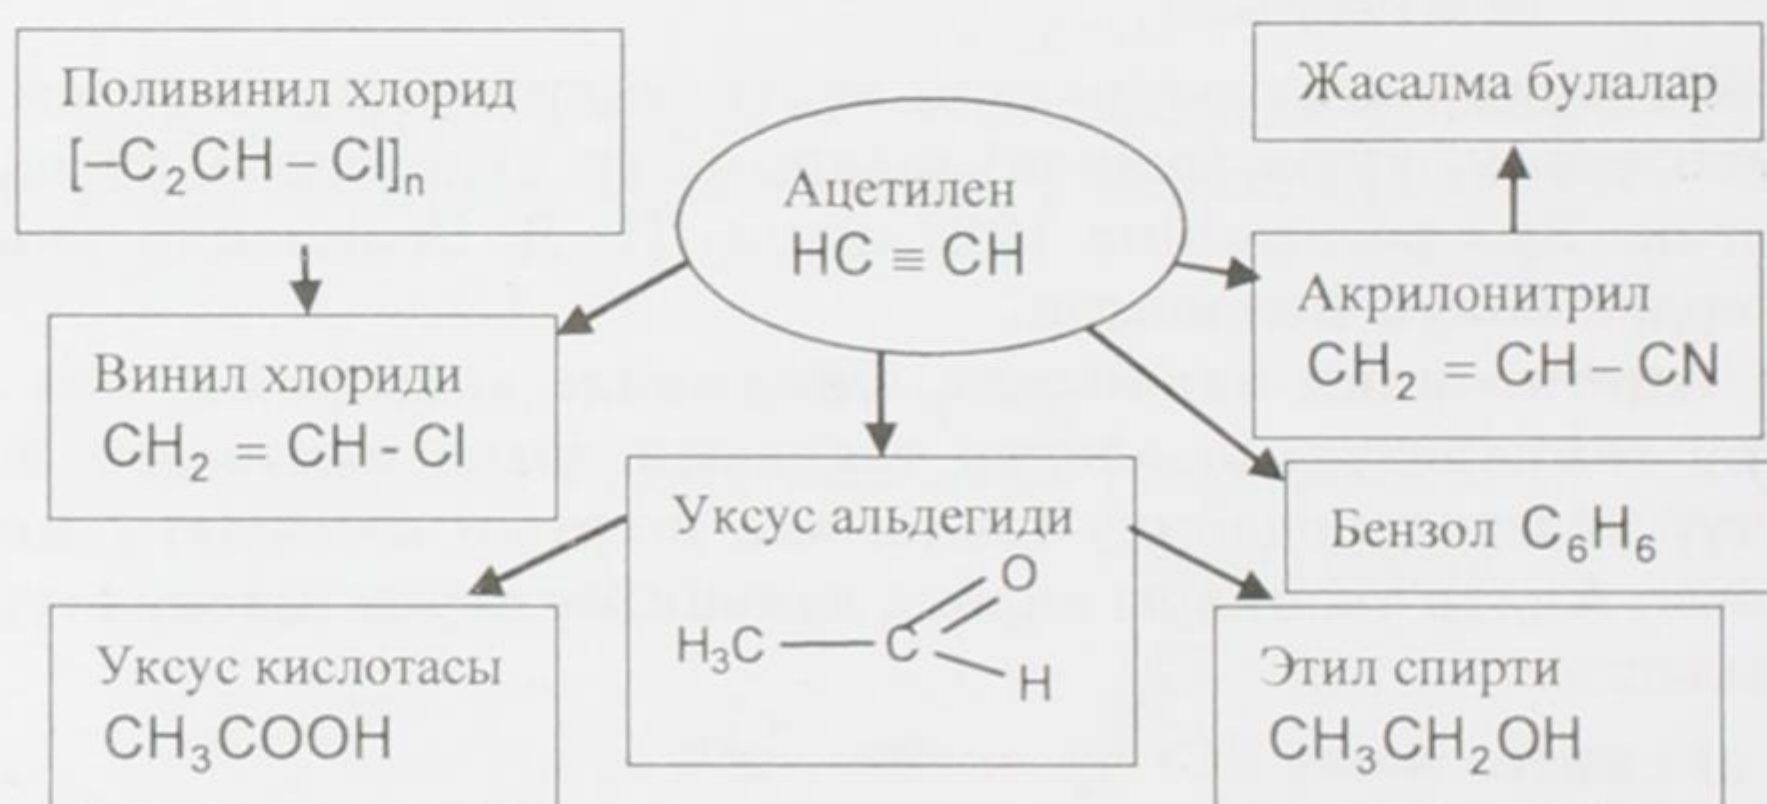 Поливинил хлорид
[–C₂CH – Cl]ₙ
Ацетилен
HC ≡ CH
Жасалма булалар
Акрилонитрил
CH₂ = CH – CN
Винил хлориди
CH₂ = CH - Cl
Бензол C₆H₆
Уксус альдегиди
O
H₃C — C
H
Уксус кислотасы
CH₃COOH
Этил спирти
CH₃CH₂OH